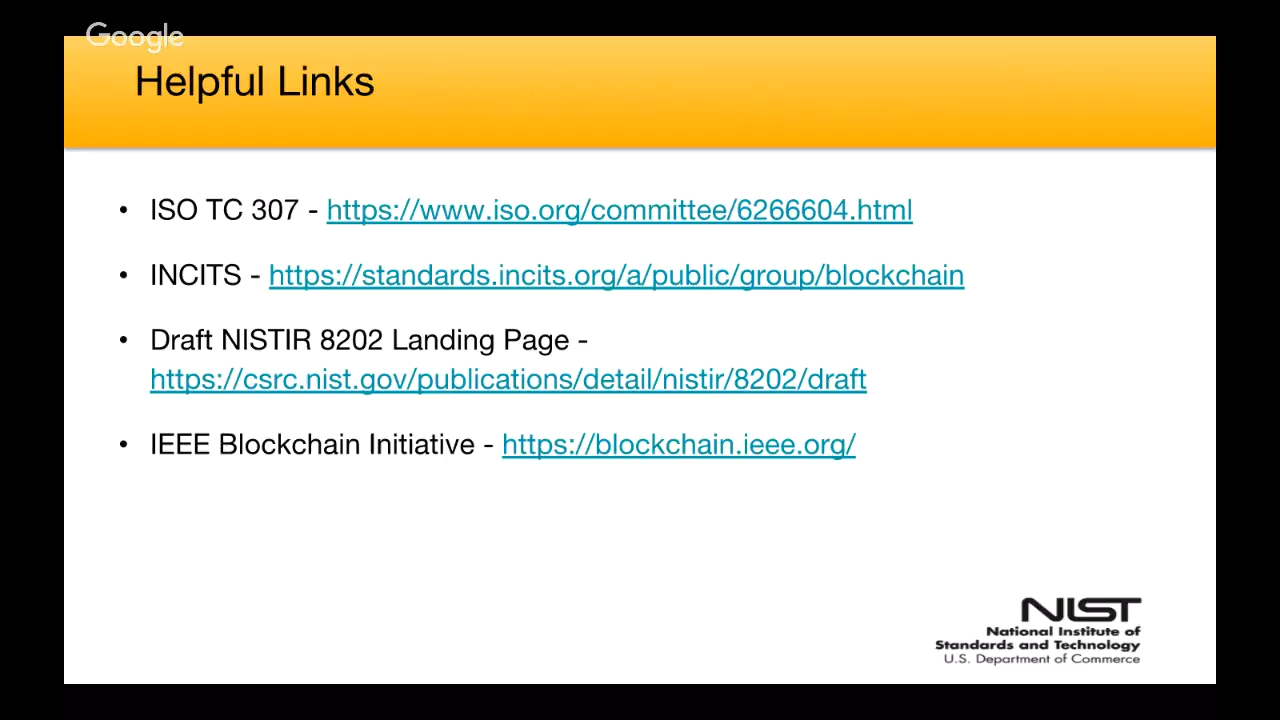 Google
Helpful Links
• ISO TC 307 - https://www.iso.org/committee/6266604.html
• INCITS - https://standards.incits.org/a/public/group/blockchain
• Draft NISTIR 8202 Landing Page -
https://csrc.nist.gov/publications/detail/nistir/8202/draft
• IEEE Blockchain Initiative - https://blockchain.ieee.org/
NIST
National Institute of
Standards and Technology
U.S. Department of Commerce